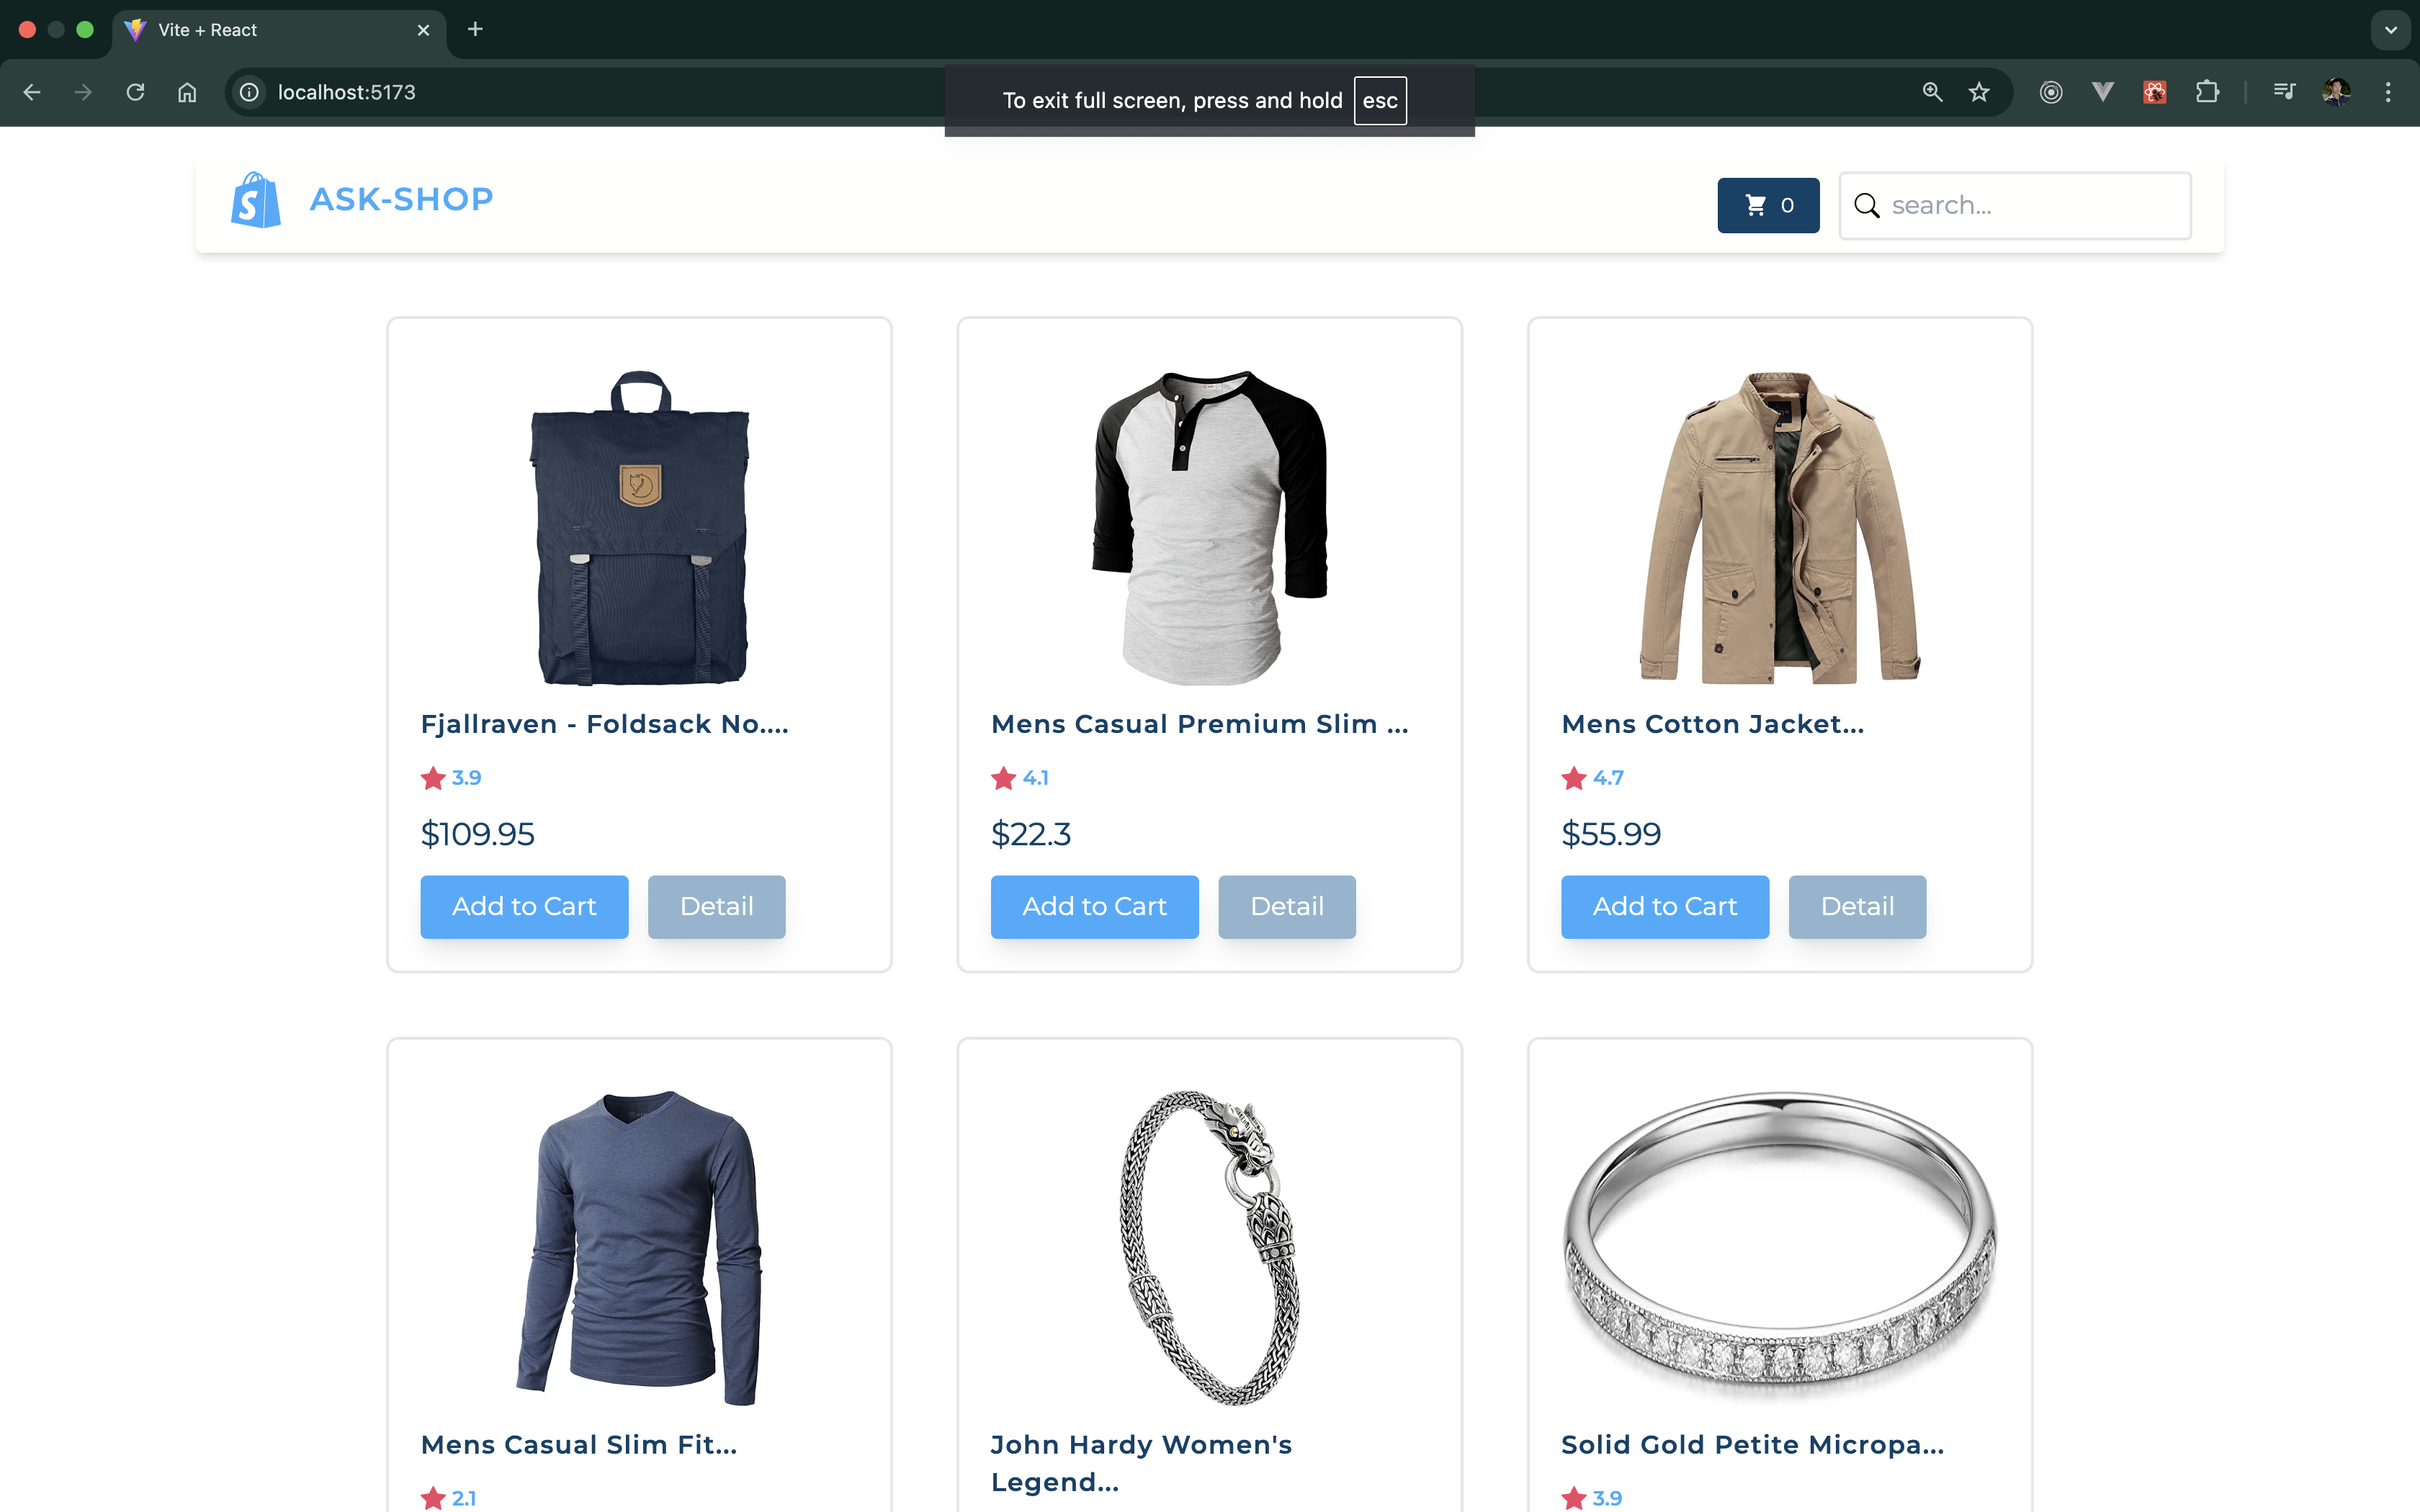 Vite + React
localhost:5173
To exit full screen, press and hold esc
S
ASK-SHOP
0
search...
Fjallraven - Foldsack No....
3.9
$109.95
Add to Cart
Detail
Mens Casual Premium Slim ...
4.1
$22.3
Add to Cart
Detail
Mens Cotton Jacket...
4.7
$55.99
Add to Cart
Detail
Mens Casual Slim Fit...
2.1
John Hardy Women's
Legend...
Solid Gold Petite Micropa...
3.9